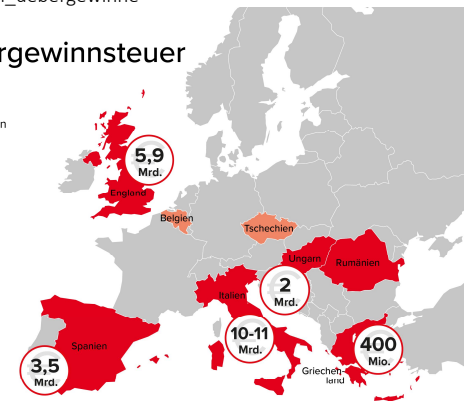 l_uebergewinne
rgewinnsteuer
n
5,9
Mrd.
England
Belgien
Tschechien
Ungarn
Rumänien
2
Mrd.
Italien
10-11
Mrd.
400
Mio.
Spanien
3,5
Mrd.
Griechen-
land